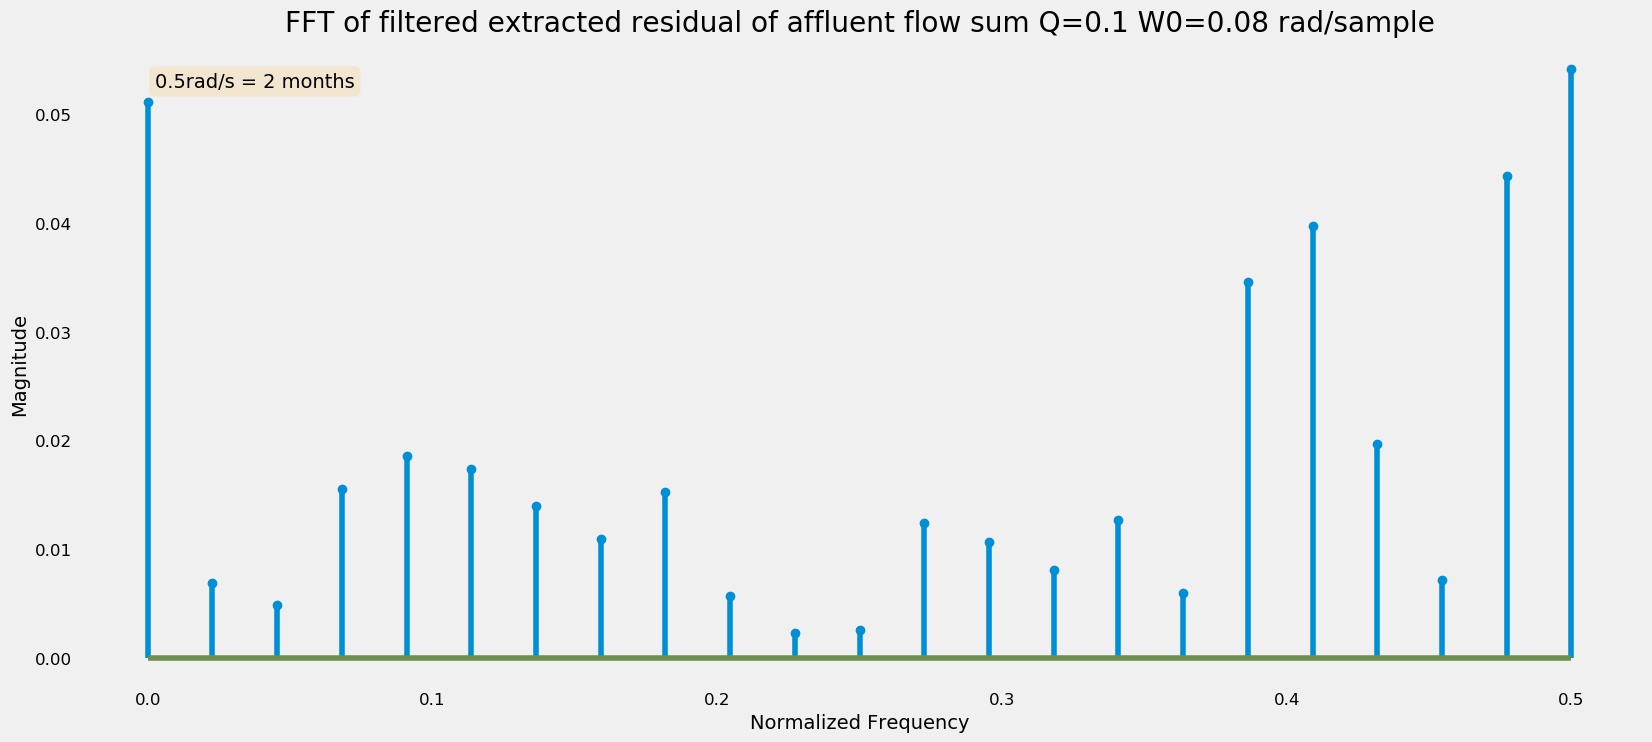 FFT of filtered extracted residual of affluent flow sum Q=0.1 W0=0.08 rad/sample
0.5rad/s = 2 months
0.05
0.04
0.03
0.02
0.01
0.00
Magnitude
0.0 0.1 0.2 0.3 0.4 0.5
Normalized Frequency